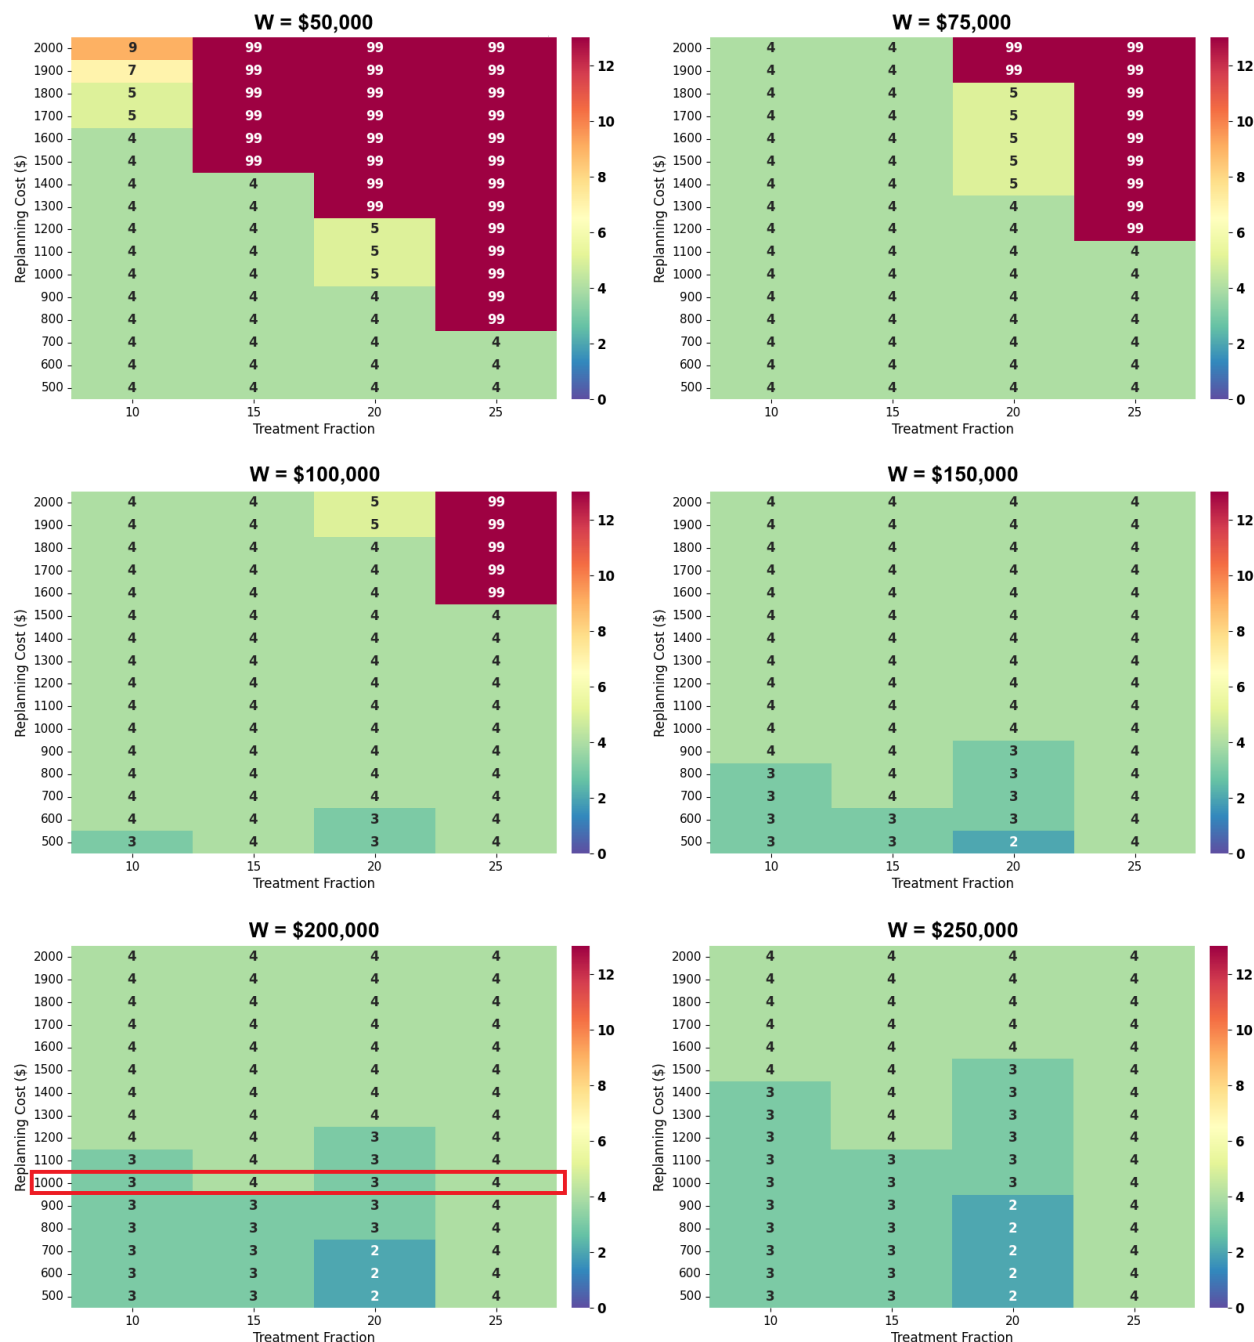 W = $50,000
Replanning Cost ($)
2000 9 99 99 99
1900 7 99 99 99
1800 5 99 99 99
1700 5 99 99 99
1600 4 99 99 99
1500 4 99 99 99
1400 4 4 99 99
1300 4 4 99 99
1200 4 4 5 99
1100 4 4 5 99
1000 4 4 5 99
900 4 4 4 99
800 4 4 4 99
700 4 4 4 4
600 4 4 4 4
500 4 4 4 4
10 15 20 25
Treatment Fraction
12
10
8
6
4
2
0
W = $75,000
Replanning Cost ($)
2000 4 4 99 99
1900 4 4 99 99
1800 4 4 5 99
1700 4 4 5 99
1600 4 4 5 99
1500 4 4 5 99
1400 4 4 5 99
1300 4 4 4 99
1200 4 4 4 99
1100 4 4 4 4
1000 4 4 4 4
900 4 4 4 4
800 4 4 4 4
700 4 4 4 4
600 4 4 4 4
500 4 4 4 4
10 15 20 25
Treatment Fraction
12
10
8
6
4
2
0
W = $100,000
Replanning Cost ($)
2000 4 4 5 99
1900 4 4 5 99
1800 4 4 4 99
1700 4 4 4 99
1600 4 4 4 99
1500 4 4 4 4
1400 4 4 4 4
1300 4 4 4 4
1200 4 4 4 4
1100 4 4 4 4
1000 4 4 4 4
900 4 4 4 4
800 4 4 4 4
700 4 4 4 4
600 4 4 3 4
500 3 4 3 4
10 15 20 25
Treatment Fraction
12
10
8
6
4
2
0
W = $150,000
Replanning Cost ($)
2000 4 4 4 4
1900 4 4 4 4
1800 4 4 4 4
1700 4 4 4 4
1600 4 4 4 4
1500 4 4 4 4
1400 4 4 4 4
1300 4 4 4 4
1200 4 4 4 4
1100 4 4 4 4
1000 4 4 4 4
900 4 4 3 4
800 3 4 3 4
700 3 4 3 4
600 3 3 3 4
500 3 3 2 4
10 15 20 25
Treatment Fraction
12
10
8
6
4
2
0
W = $200,000
Replanning Cost ($)
2000 4 4 4 4
1900 4 4 4 4
1800 4 4 4 4
1700 4 4 4 4
1600 4 4 4 4
1500 4 4 4 4
1400 4 4 4 4
1300 4 4 4 4
1200 4 4 3 4
1100 3 4 3 4
1000 3 4 3 4
900 3 3 3 4
800 3 3 3 4
700 3 3 2 4
600 3 3 2 4
500 3 3 2 4
10 15 20 25
Treatment Fraction
12
10
8
6
4
2
0
W = $250,000
Replanning Cost ($)
2000 4 4 4 4
1900 4 4 4 4
1800 4 4 4 4
1700 4 4 4 4
1600 4 4 4 4
1500 4 4 3 4
1400 3 4 3 4
1300 3 4 3 4
1200 3 4 3 4
1100 3 3 3 4
1000 3 3 3 4
900 3 3 2 4
800 3 3 2 4
700 3 3 2 4
600 3 3 2 4
500 3 3 2 4
10 15 20 25
Treatment Fraction
12
10
8
6
4
2
0